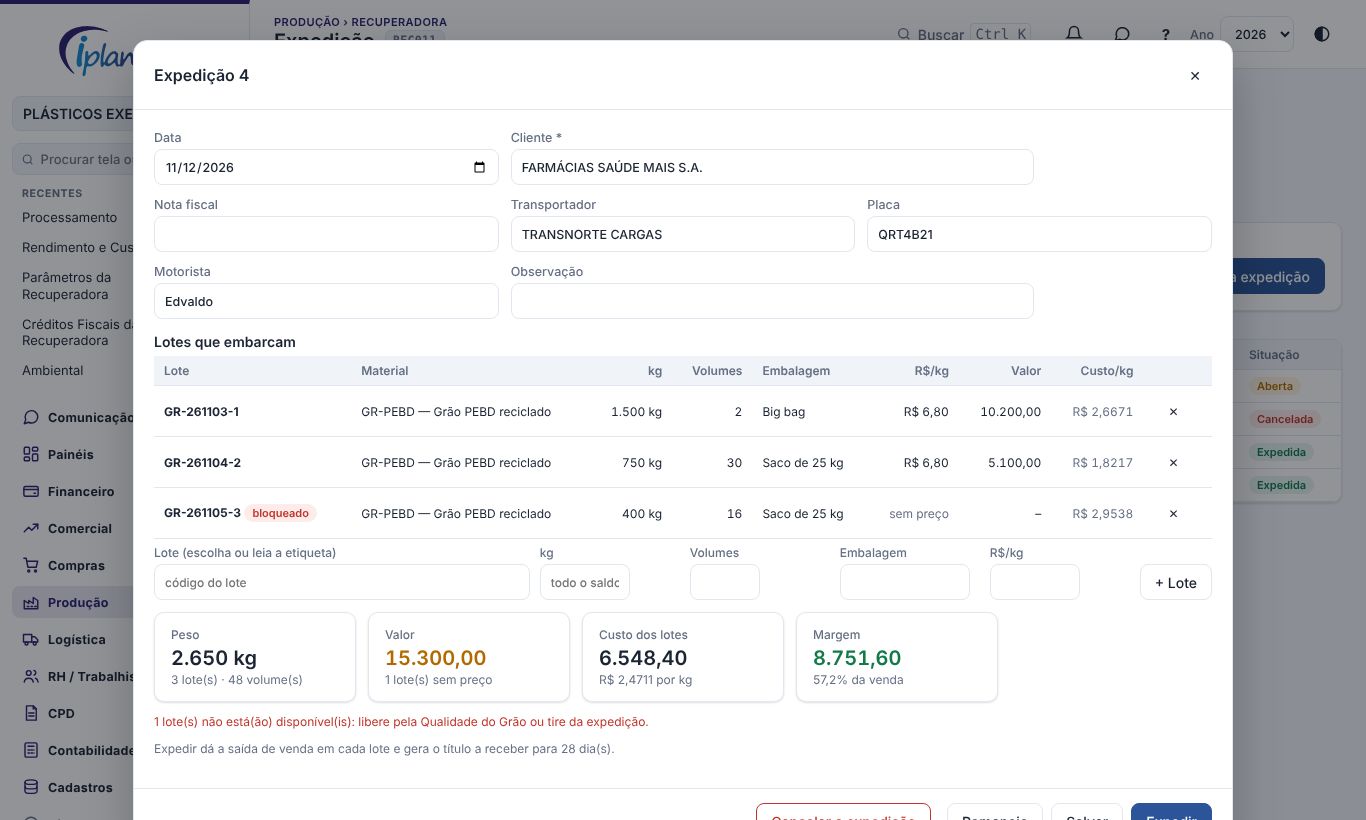 PRODUÇÃO › RECUPERADORA
Expedição REC011
Buscar Ctrl K ? Ano 2026
iplan
PLÁSTICOS EXE
Procurar tela o
RECENTES
Processamento
Rendimento e Cus
Parâmetros da
Recuperadora
Créditos Fiscais da
Recuperadora
Ambiental
Comunicação
Painéis
Financeiro
Comercial
Compras
Produção
Logística
RH / Trabalhis
CPD
Contabilidade
Cadastros
Expedição 4 ×
Data Cliente *
11/12/2026 FARMÁCIAS SAÚDE MAIS S.A.
Nota fiscal Transportador Placa
TRANSNORTE CARGAS QRT4B21
Motorista Observação
Edvaldo
Lotes que embarcam
Lote Material kg Volumes Embalagem R$/kg Valor Custo/kg
GR-261103-1 GR-PEBD — Grão PEBD reciclado 1.500 kg 2 Big bag R$ 6,80 10.200,00 R$ 2,6671 ×
GR-261104-2 GR-PEBD — Grão PEBD reciclado 750 kg 30 Saco de 25 kg R$ 6,80 5.100,00 R$ 1,8217 ×
GR-261105-3 bloqueado GR-PEBD — Grão PEBD reciclado 400 kg 16 Saco de 25 kg sem preço – R$ 2,9538 ×
Lote (escolha ou leia a etiqueta) kg Volumes Embalagem R$/kg
código do lote todo o saldo + Lote
Peso Valor Custo dos lotes Margem
2.650 kg 15.300,00 6.548,40 8.751,60
3 lote(s) · 48 volume(s) 1 lote(s) sem preço R$ 2,4711 por kg 57,2% da venda
1 lote(s) não está(ão) disponível(is): libere pela Qualidade do Grão ou tire da expedição.
Expedir dá a saída de venda em cada lote e gera o título a receber para 28 dia(s).
Cancelar a expedição Romaneio Salvar Expedir
a expedição
Situação
Aberta
Cancelada
Expedida
Expedida